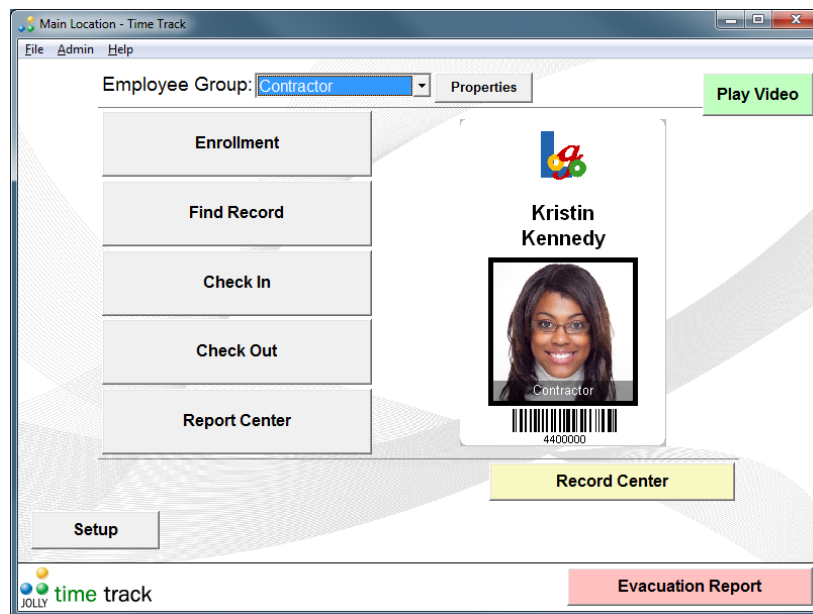 Main Location - Time Track
File Admin Help
Employee Group: Contractor Properties
Play Video
Enrollment
Find Record
Check In
Check Out
Report Center
Logo
Kristin
Kennedy
Contractor
4400000
Record Center
Setup
JOLLY time track
Evacuation Report